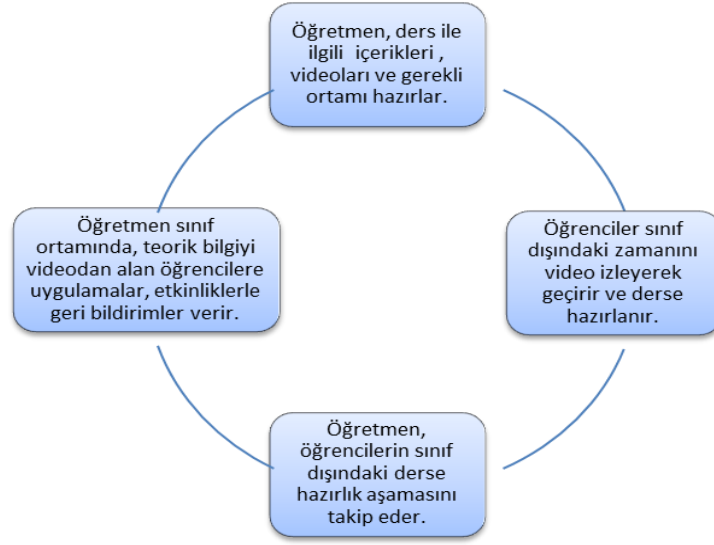 Öğretmen, ders ile
ilgili içerikleri ,
videoları ve gerekli
ortamı hazırlar.
Öğrenciler sınıf
dışındaki zamanını
video izleyerek
geçirir ve derse
hazırlanır.
Öğretmen,
öğrencilerin sınıf
dışındaki derse
hazırlık aşamasını
takip eder.
Öğretmen sınıf
ortamında, teorik bilgiyi
videodan alan öğrencilere
uygulamalar, etkinliklerle
geri bildirimler verir.